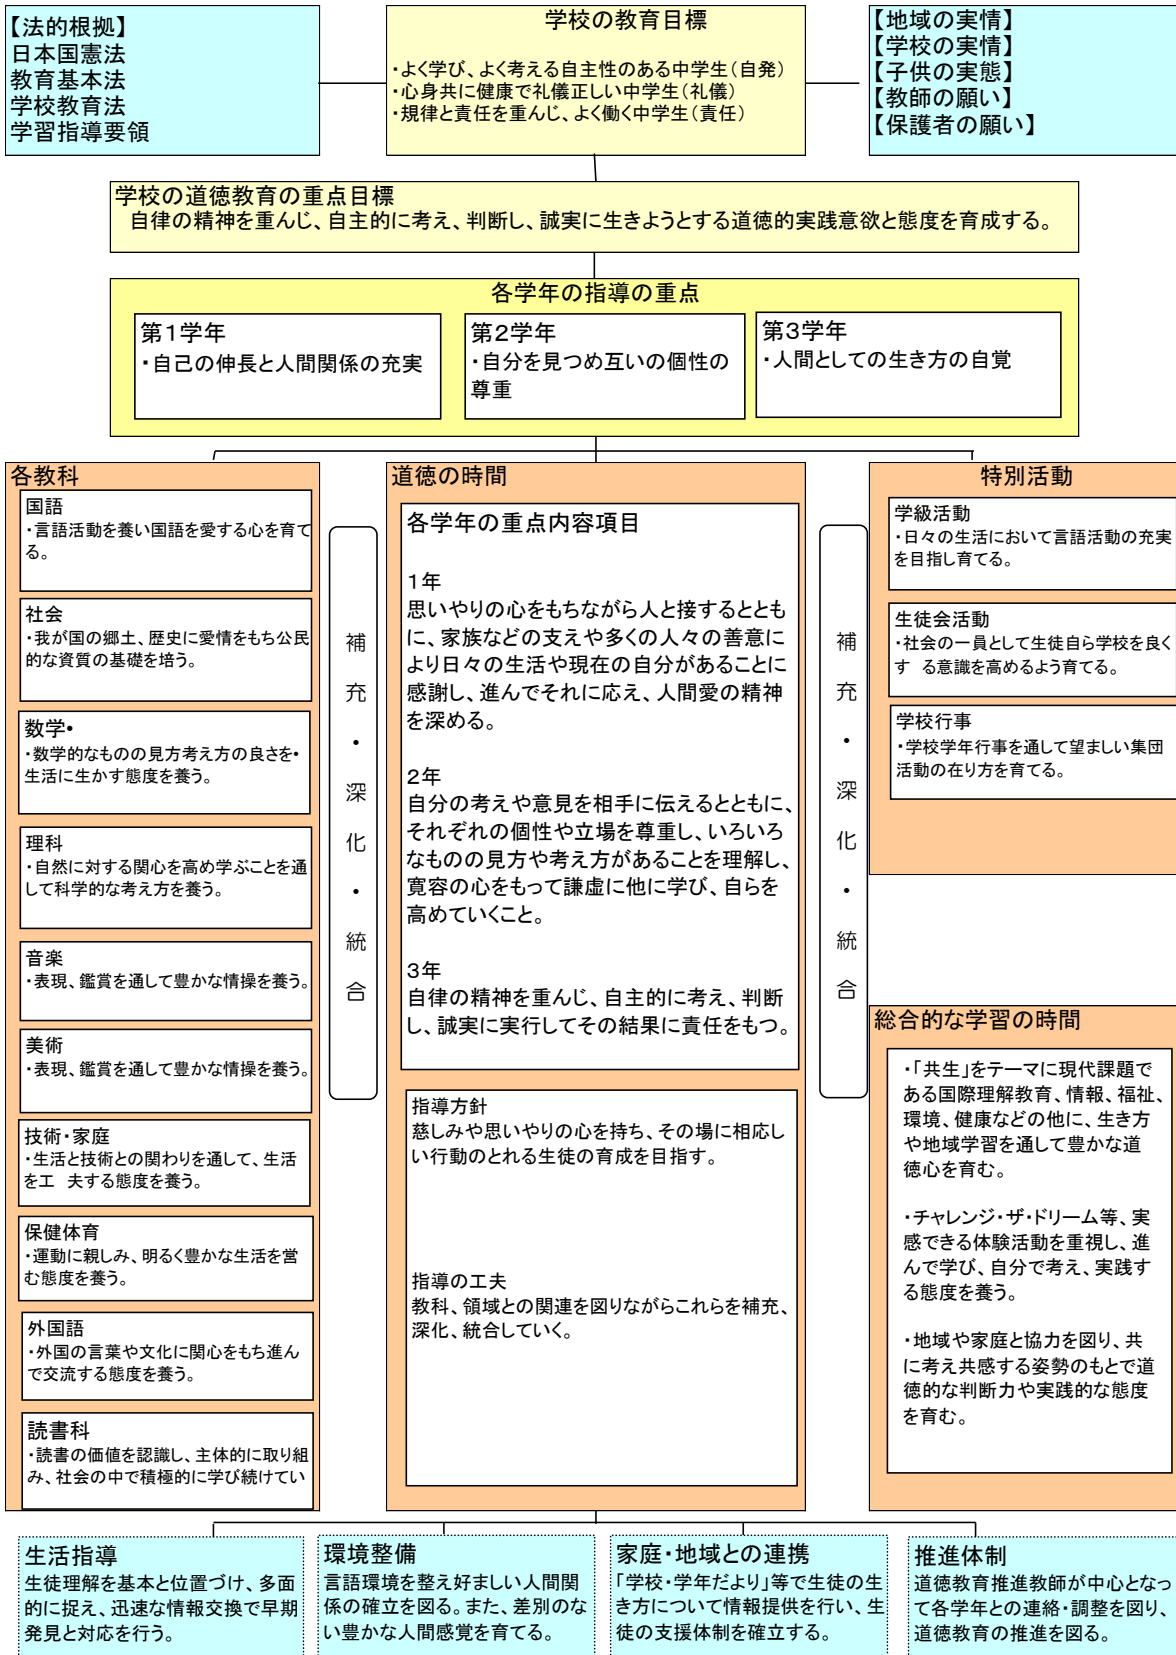 【法的根拠】
日本国憲法
教育基本法
学校教育法
学習指導要領
学校の教育目標
・よく学び、よく考える自主性のある中学生(自発)
・心身共に健康で礼儀正しい中学生(礼儀)
・規律と責任を重んじ、よく働く中学生(責任)
【地域の実情】
【学校の実情】
【子供の実態】
【教師の願い】
【保護者の願い】
学校の道徳教育の重点目標
自律の精神を重んじ、自主的に考え、判断し、誠実に生きようとする道徳的実践意欲と態度を育成する。
各学年の指導の重点
第1学年
・自己の伸長と人間関係の充実
第2学年
・自分を見つめ互いの個性の
尊重
第3学年
・人間としての生き方の自覚
各教科
国語
・言語活動を養い国語を愛する心を育て
る。
社会
・我が国の郷土、歴史に愛情をもち公民
的な資質の基礎を培う。
数学•
・数学的なものの見方考え方の良さを•
生活に生かす態度を養う。
理科
・自然に対する関心を高め学ぶことを通
して科学的な考え方を養う。
音楽
・表現、鑑賞を通して豊かな情操を養う。
美術
・表現、鑑賞を通して豊かな情操を養う。
技術・家庭
・生活と技術との関わりを通して、生活
を工　夫する態度を養う。
保健体育
・運動に親しみ、明るく豊かな生活を営
む態度を養う。
外国語
・外国の言葉や文化に関心をもち進ん
で交流する態度を養う。
読書科
・読書の価値を認識し、主体的に取り組
み、社会の中で積極的に学び続けてい
補充・深化・統合
道徳の時間
各学年の重点内容項目
1年
思いやりの心をもちながら人と接するととも
に、家族などの支えや多くの人々の善意に
より日々の生活や現在の自分があることに
感謝し、進んでそれに応え、人間愛の精神
を深める。
2年
自分の考えや意見を相手に伝えるとともに、
それぞれの個性や立場を尊重し、いろいろ
なものの見方や考え方があることを理解し、
寛容の心をもって謙虚に他に学び、自らを
高めていくこと。
3年
自律の精神を重んじ、自主的に考え、判断
し、誠実に実行してその結果に責任をもつ。
指導方針
慈しみや思いやりの心を持ち、その場に相応し
い行動のとれる生徒の育成を目指す。
指導の工夫
教科、領域との関連を図りながらこれらを補充、
深化、統合していく。
補充・深化・統合
特別活動
学級活動
・日々の生活において言語活動の充実
を目指し育てる。
生徒会活動
・社会の一員として生徒自ら学校を良く
す　る意識を高めるよう育てる。
学校行事
・学校学年行事を通して望ましい集団
活動の在り方を育てる。
総合的な学習の時間
・「共生」をテーマに現代課題で
ある国際理解教育、情報、福祉、
環境、健康などの他に、生き方
や地域学習を通して豊かな道
徳心を育む。
・チャレンジ・ザ・ドリーム等、実
感できる体験活動を重視し、進
んで学び、自分で考え、実践す
る態度を養う。
・地域や家庭と協力を図り、共
に考え共感する姿勢のもとで道
徳的な判断力や実践的な態度
を育む。
生活指導
生徒理解を基本と位置づけ、多面
的に捉え、迅速な情報交換で早期
発見と対応を行う。
環境整備
言語環境を整え好ましい人間関
係の確立を図る。また、差別のな
い豊かな人間感覚を育てる。
家庭・地域との連携
「学校・学年だより」等で生徒の生
き方について情報提供を行い、生
徒の支援体制を確立する。
推進体制
道徳教育推進教師が中心となっ
て各学年との連絡・調整を図り、
道徳教育の推進を図る。